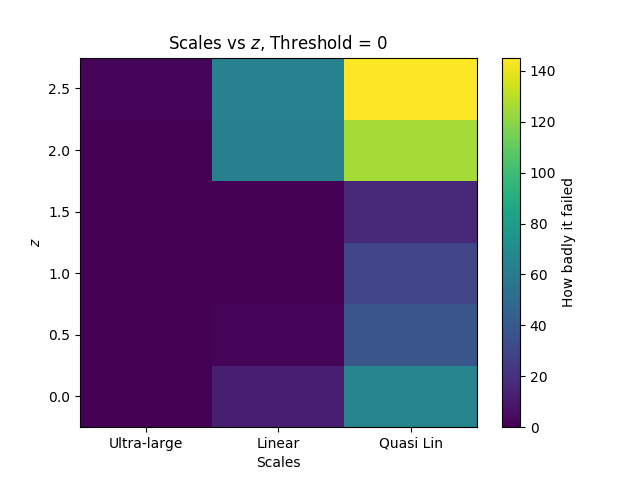 Scales vs z, Threshold = 0
2.5
2.0
1.5
1.0
0.5
0.0
z
Ultra-large Linear Quasi Lin
Scales
140
120
100
80
60
40
20
0
How badly it failed